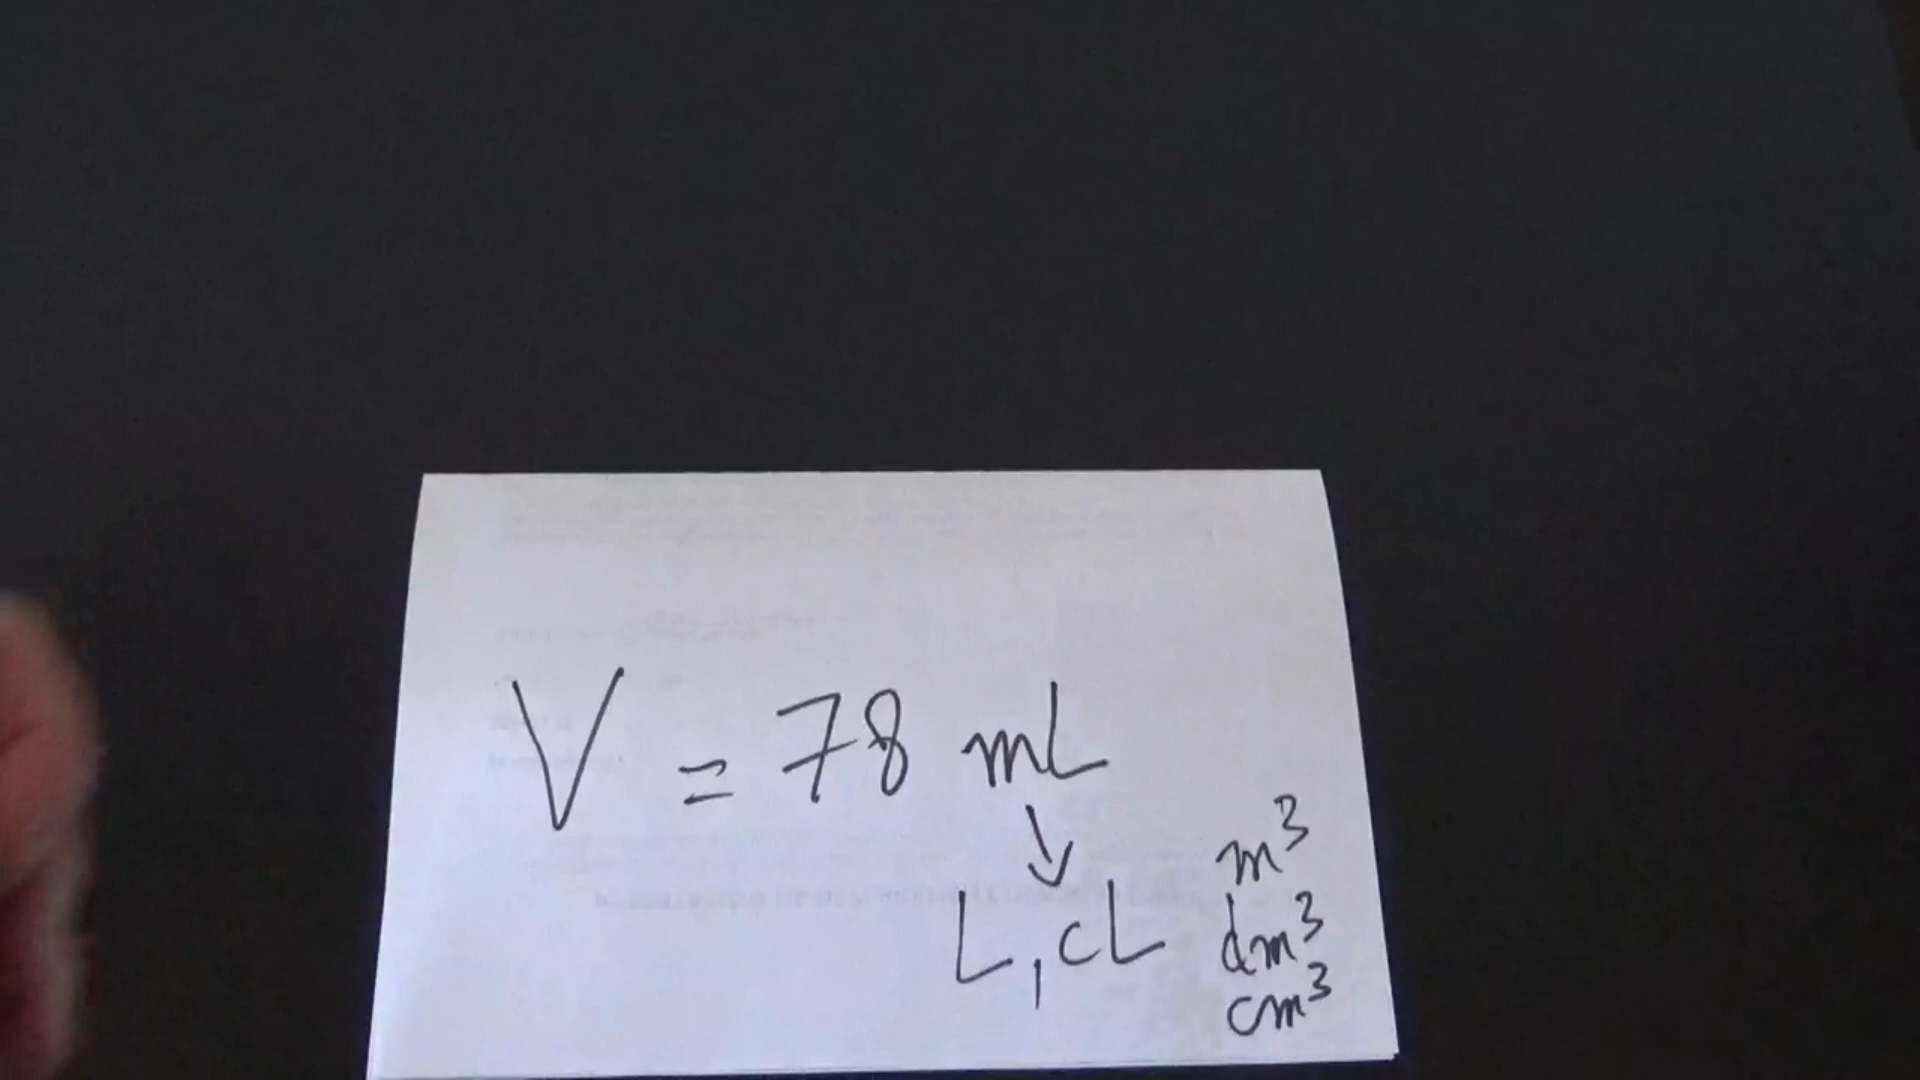 V = 78 mL
↓
L, cL
m³
dm³
cm³